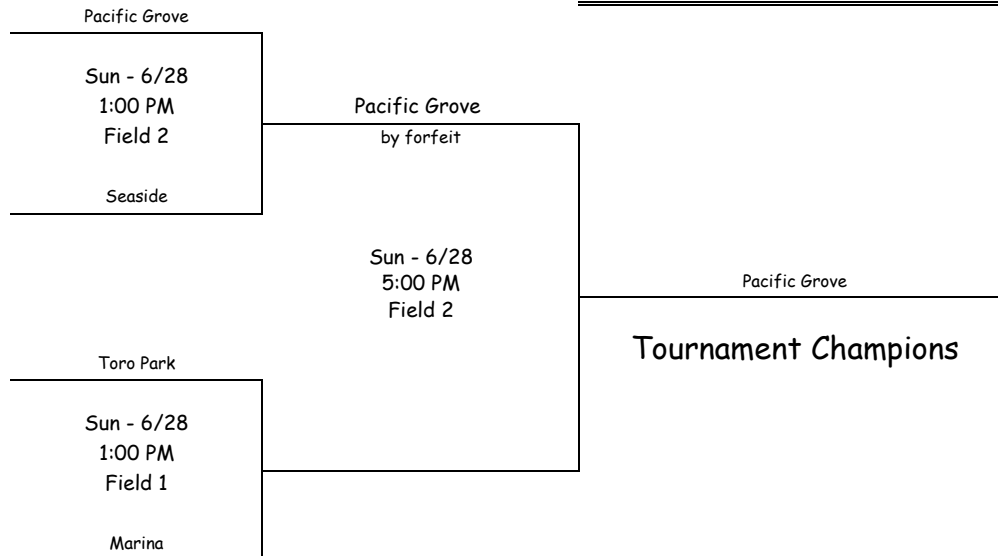 Pacific Grove
Sun - 6/28
1:00 PM
Field 2
Seaside
Pacific Grove
by forfeit
Sun - 6/28
5:00 PM
Field 2
Pacific Grove
Tournament Champions
Toro Park
Sun - 6/28
1:00 PM
Field 1
Marina